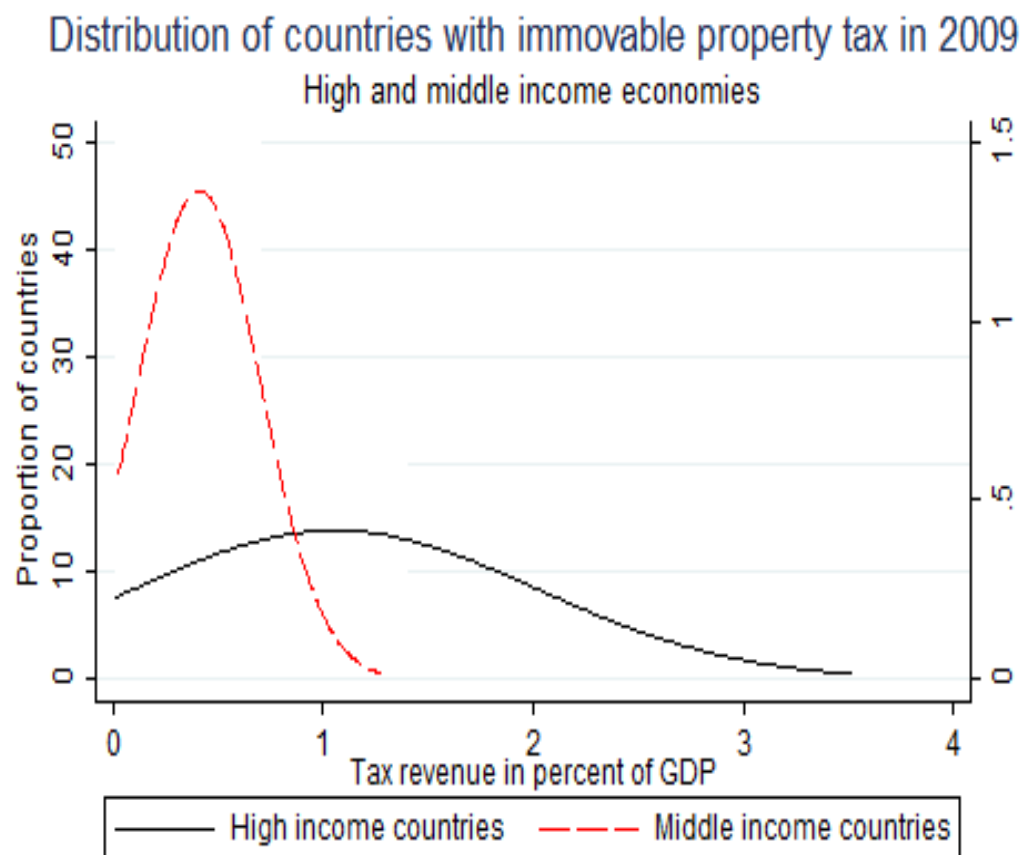 Distribution of countries with immovable property tax in 2009
High and middle income economies
Proportion of countries
50
40
30
20
10
0
1.5
1
.5
0
0 1 2 3 4
Tax revenue in percent of GDP
High income countries Middle income countries